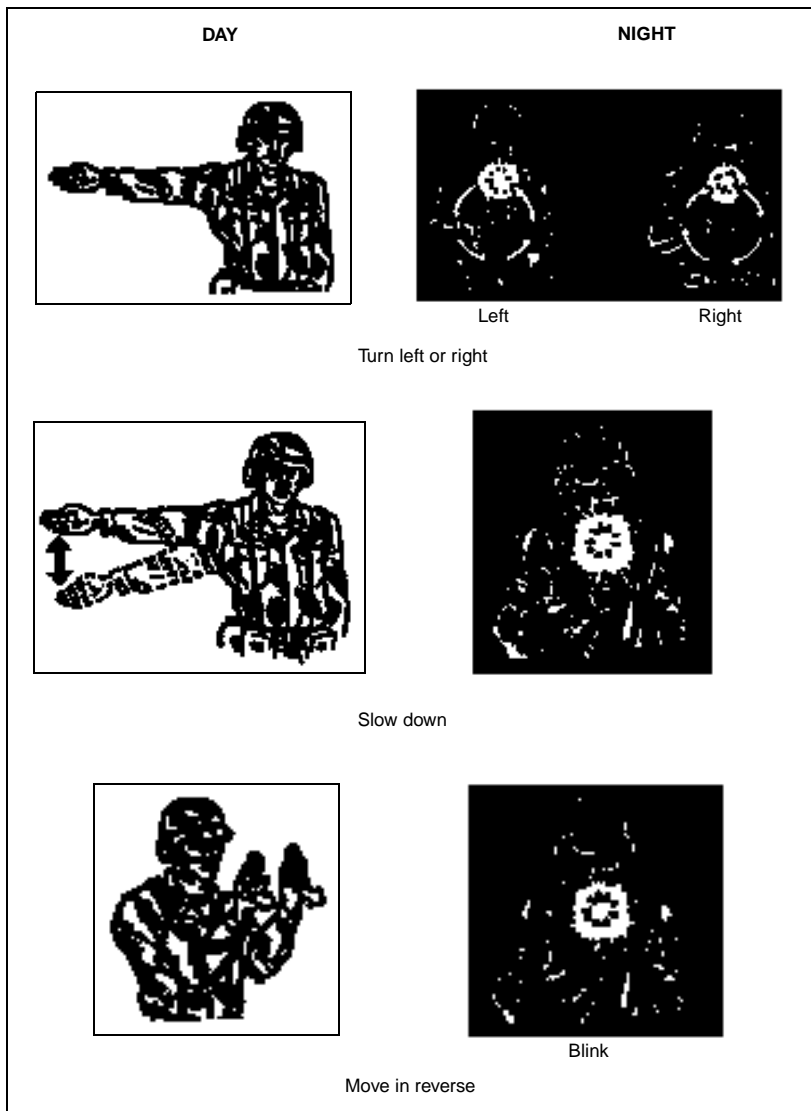 DAY NIGHT
Left Right
Turn left or right
Slow down
Blink
Move in reverse